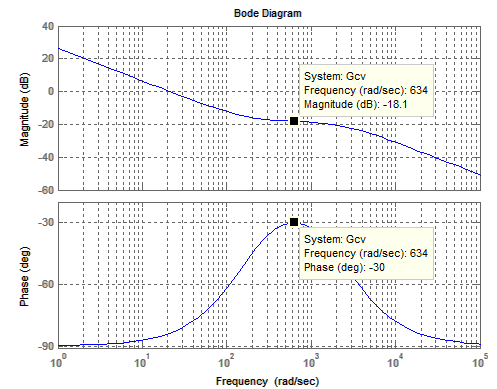 Bode Diagram
Magnitude (dB)
40
20
0
-20
-40
-60
System: Gcv
Frequency (rad/sec): 634
Magnitude (dB): -18.1
Phase (deg)
-30
-60
-90
System: Gcv
Frequency (rad/sec): 634
Phase (deg): -30
10^0
10^1
10^2
10^3
10^4
10^5
Frequency (rad/sec)